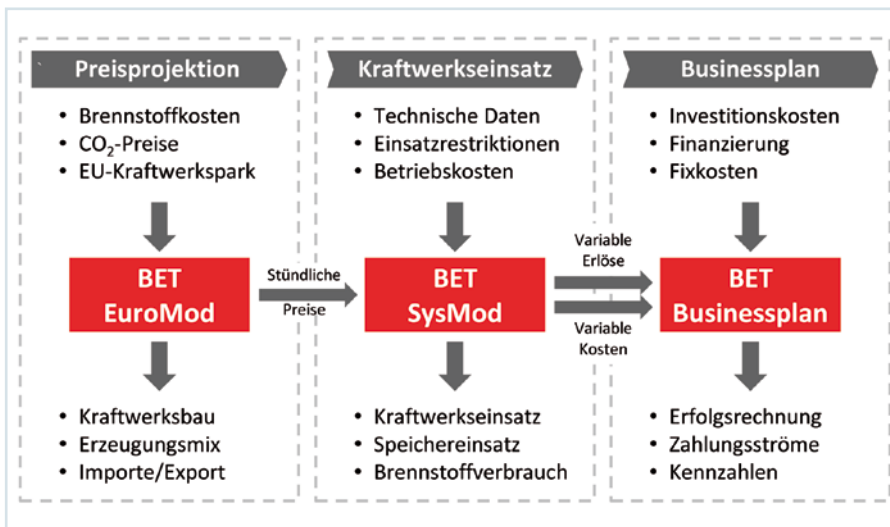 Preisprojektion
• Brennstoffkosten
• CO₂-Preise
• EU-Kraftwerkspark
BET
EuroMod
• Kraftwerksbau
• Erzeugungsmix
• Importe/Export
Stündliche
Preise
Kraftwerkseinsatz
• Technische Daten
• Einsatzrestriktionen
• Betriebskosten
BET
SysMod
• Kraftwerkseinsatz
• Speichereinsatz
• Brennstoffverbrauch
Variable
Erlöse
Variable
Kosten
Businessplan
• Investitionskosten
• Finanzierung
• Fixkosten
BET
Businessplan
• Erfolgsrechnung
• Zahlungsströme
• Kennzahlen